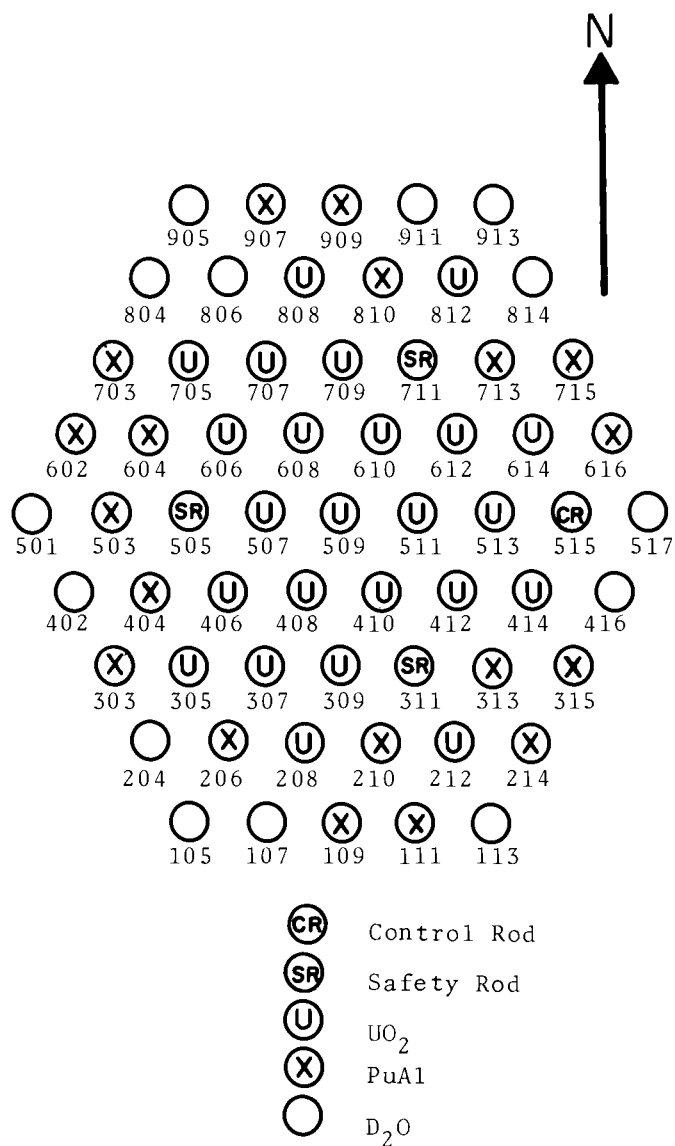 N
X X
905 907 909 911 913
U X U
804 806 808 810 812 814
X U U U SR X X
703 705 707 709 711 713 715
X X U U U U U X
602 604 606 608 610 612 614 616
X SR U U U U CR
501 503 505 507 509 511 513 515 517
X U U U U U
402 404 406 408 410 412 414 416
X U U U SR X X
303 305 307 309 311 313 315
X U X U X
204 206 208 210 212 214
X X
105 107 109 111 113
CR Control Rod
SR Safety Rod
U UO2
X PuAl
D2O